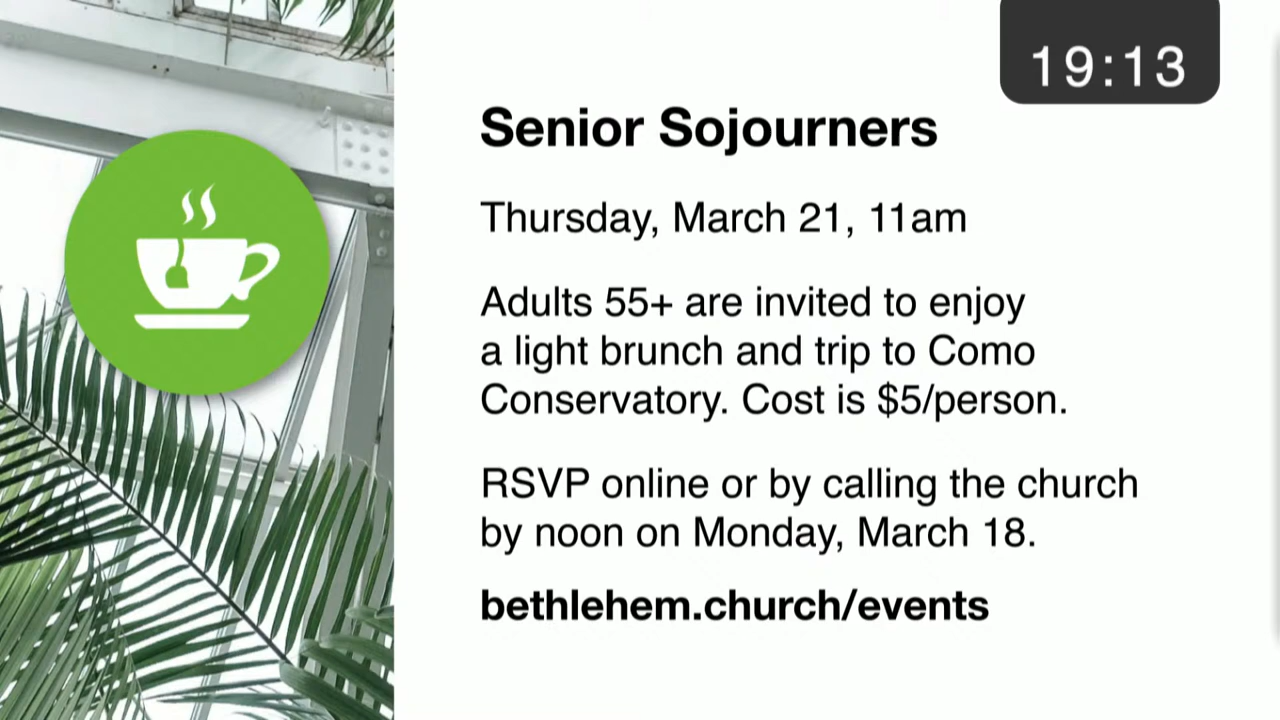 19:13
Senior Sojourners
Thursday, March 21, 11am
Adults 55+ are invited to enjoy
a light brunch and trip to Como
Conservatory. Cost is $5/person.
RSVP online or by calling the church
by noon on Monday, March 18.
bethlehem.church/events